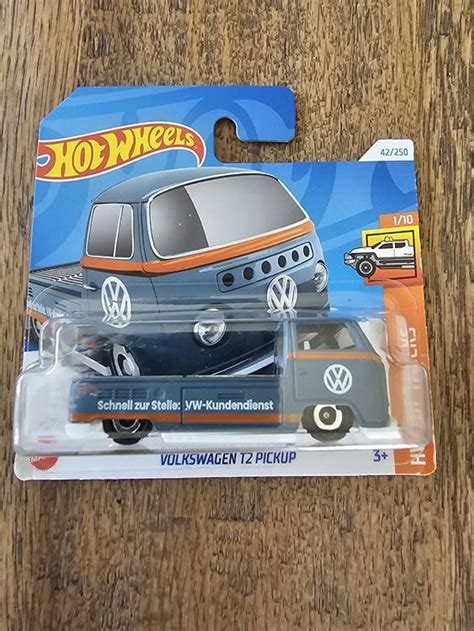 HOT WHEELS
42/250
1/10
Schnell zur Stelle: VW-Kundendienst
VOLKSWAGEN T2 PICKUP
3+